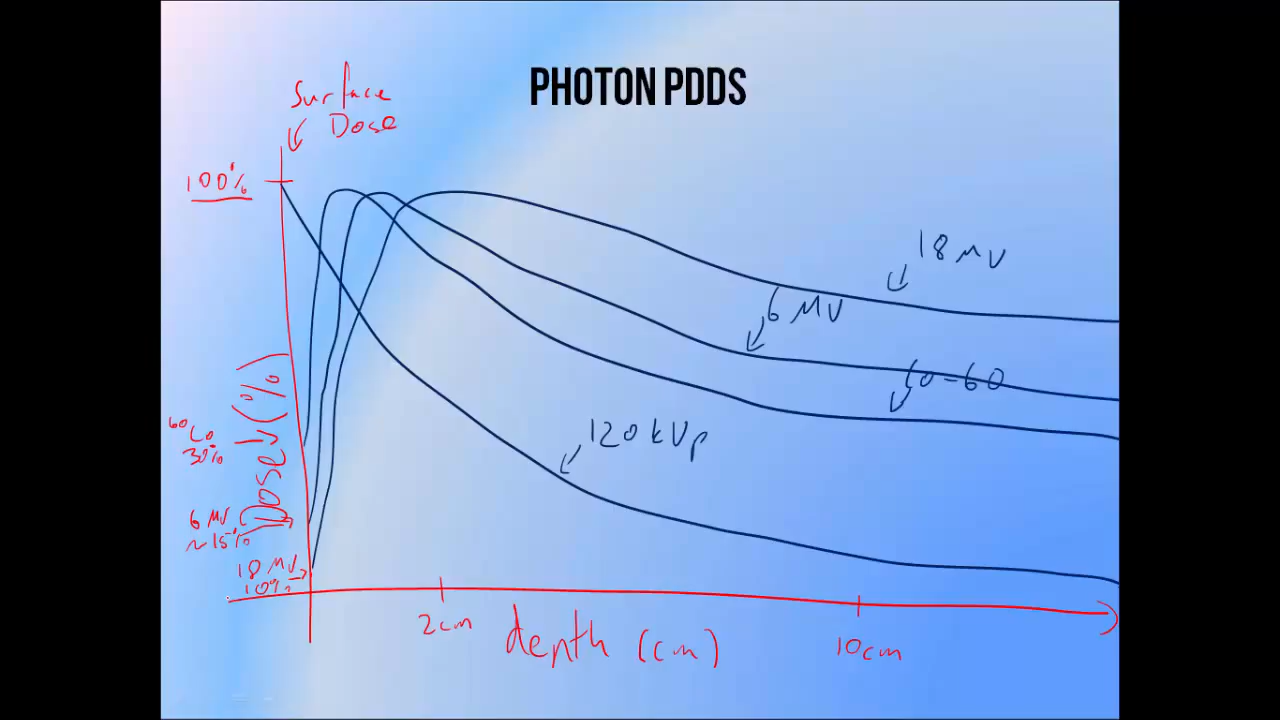 PHOTON PDDS
Surface
Dose
100%
18 MV
6 MV
Co-60
120 kVp
Dose (%)
60Co
30%
6 MV
~15%
18 MV
10%
2cm
depth (cm)
10cm